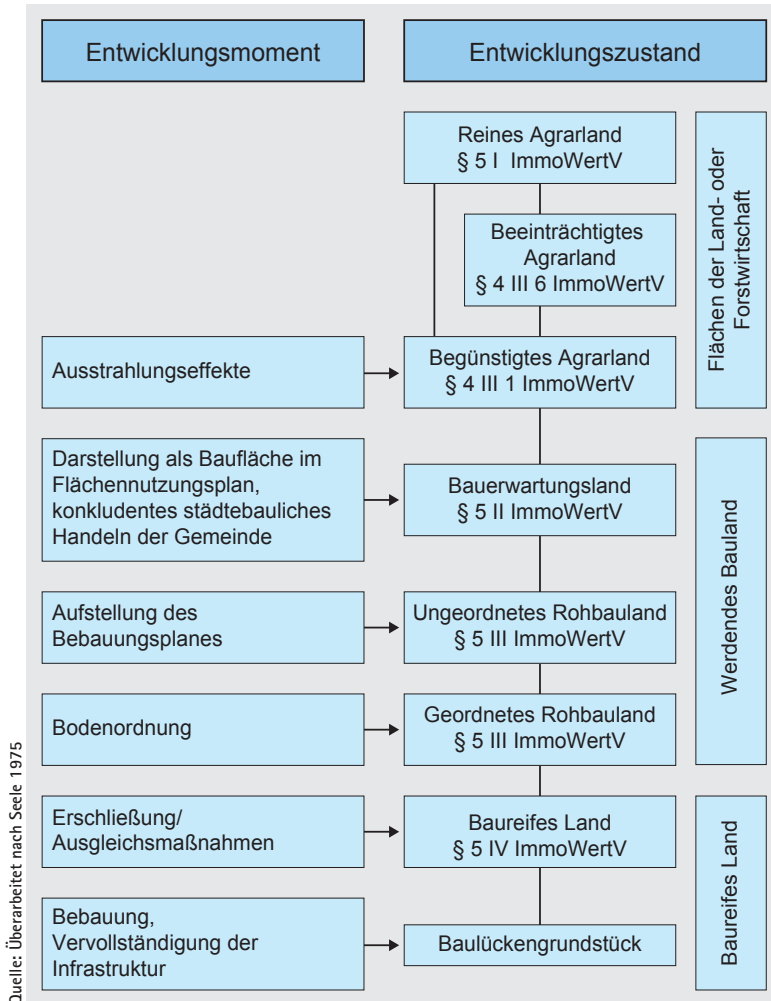 Entwicklungsmoment
Entwicklungszustand
Reines Agrarland
§ 5 I ImmoWertV
Beeinträchtigtes
Agrarland
§ 4 III 6 ImmoWertV
Flächen der Land- oder
Forstwirtschaft
Ausstrahlungseffekte
Begünstigtes Agrarland
§ 4 III 1 ImmoWertV
Darstellung als Baufläche im
Flächennutzungsplan,
konkludentes städtebauliches
Handeln der Gemeinde
Bauerwartungsland
§ 5 II ImmoWertV
Werdendes Bauland
Aufstellung des
Bebauungsplanes
Ungeordnetes Rohbauland
§ 5 III ImmoWertV
Bodenordnung
Geordnetes Rohbauland
§ 5 III ImmoWertV
Erschließung/
Ausgleichsmaßnahmen
Baureifes Land
§ 5 IV ImmoWertV
Baureifes Land
Bebauung,
Vervollständigung der
Infrastruktur
Baulückengrundstück
Quelle: Überarbeitet nach Seele 1975